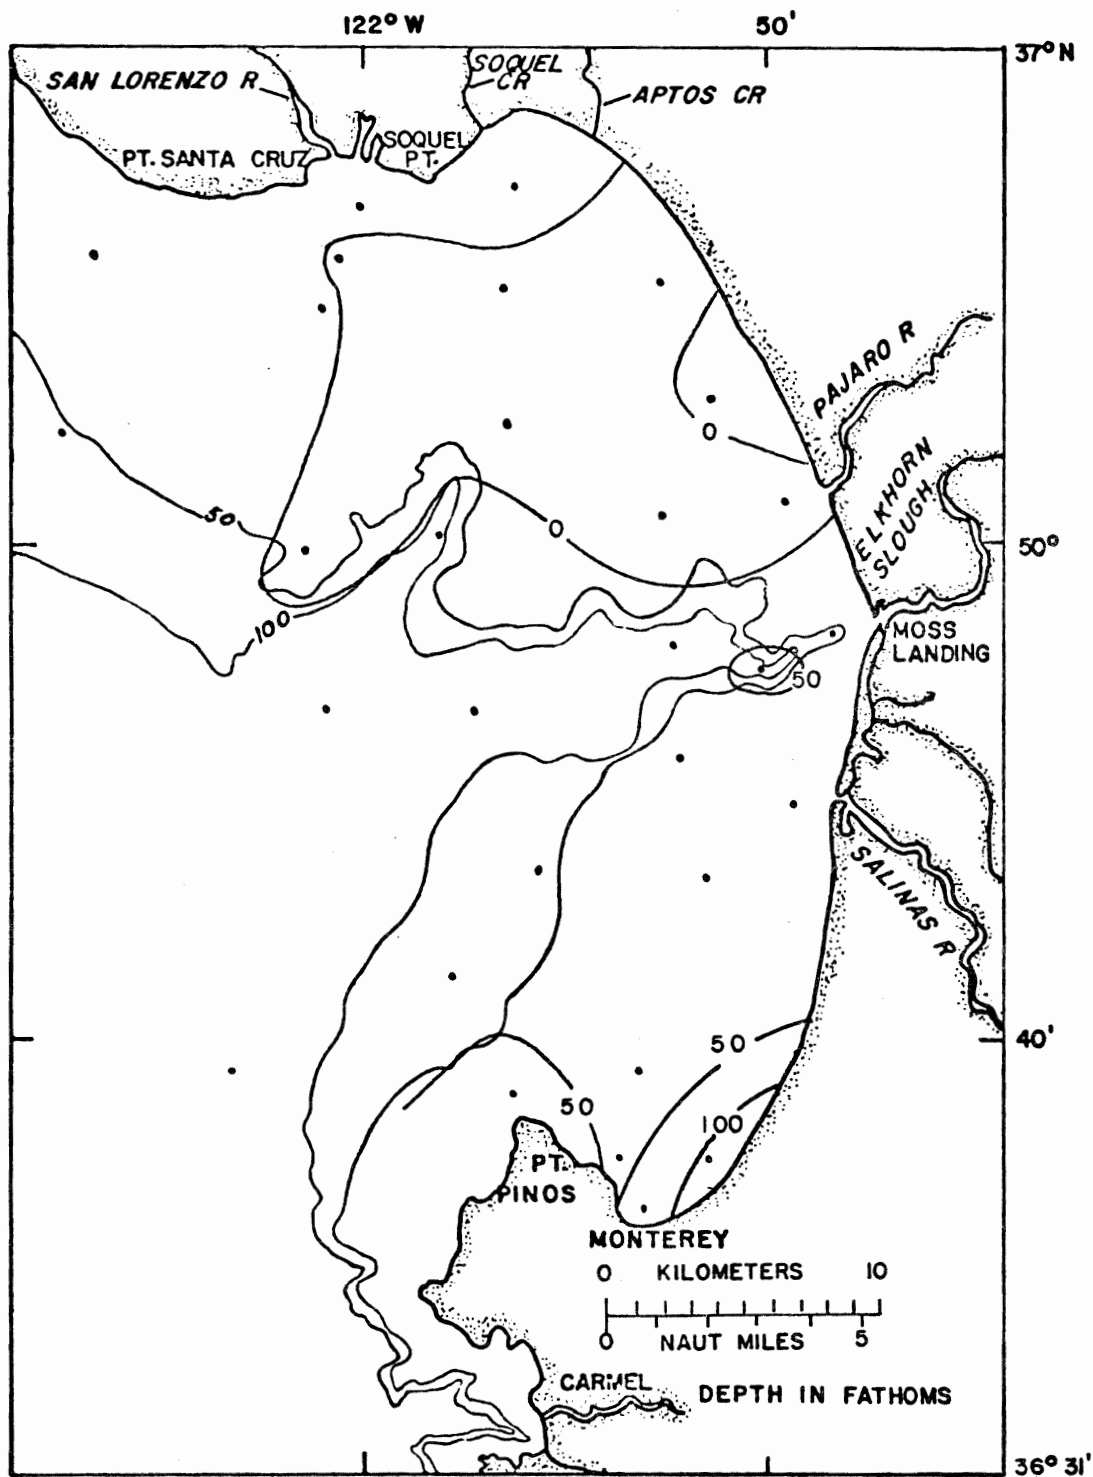 122° W
50'
37° N
SAN LORENZO R
SOQUEL
CR
APTOS CR
PT. SANTA CRUZ
SOQUEL
PT.
PAJARO R
0
ELKHORN
SLOUGH
50
0
50°
100
MOSS
LANDING
50
SALINAS R
50
40'
50
100
PT.
PINOS
MONTEREY
0 KILOMETERS 10
0 NAUT MILES 5
CARMEL
DEPTH IN FATHOMS
36° 31'